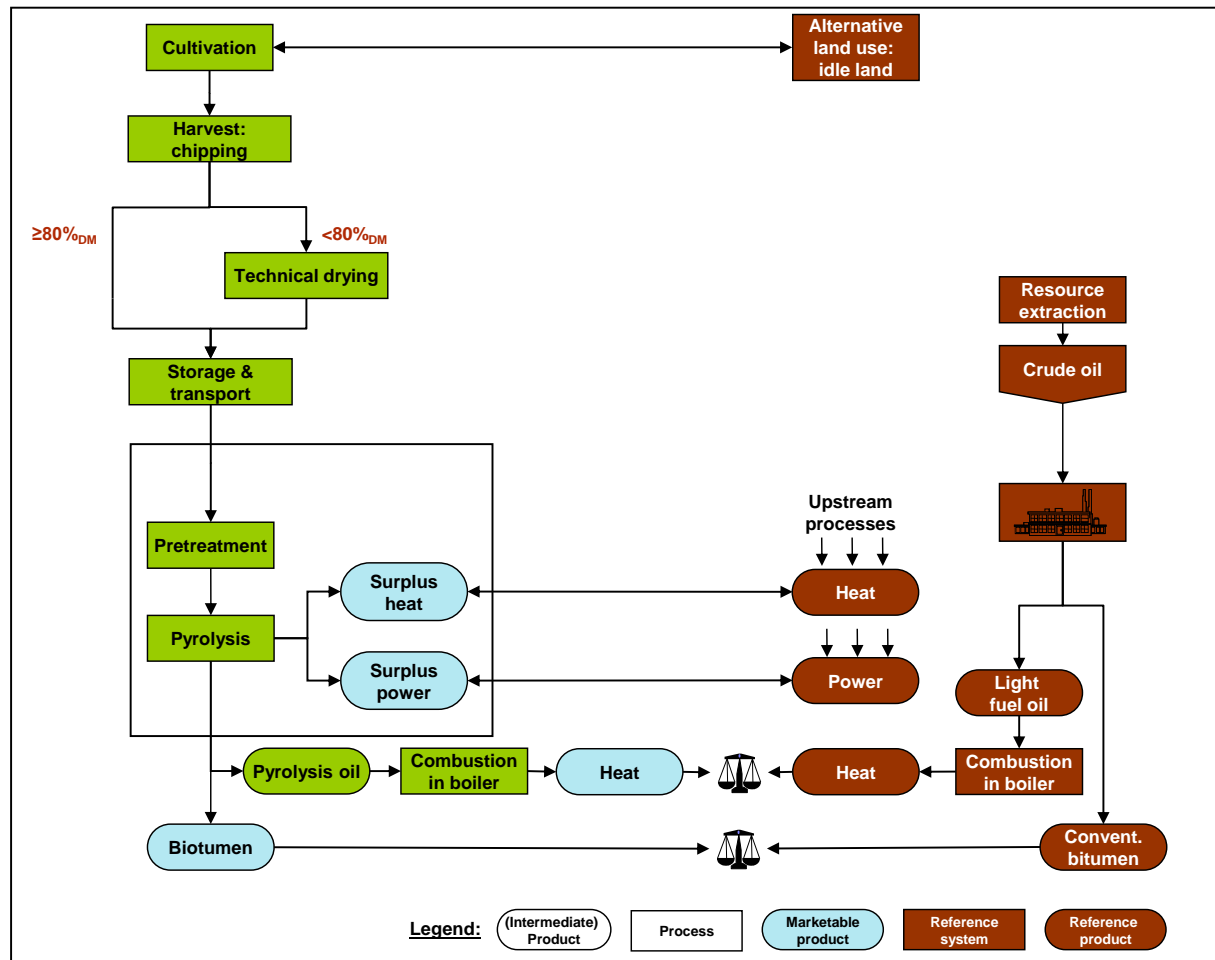 Cultivation
Alternative
land use:
idle land
Harvest:
chipping
≥80%DM
<80%DM
Technical drying
Resource
extraction
Storage &
transport
Crude oil
Upstream
processes
Pretreatment
Surplus
heat
Heat
Pyrolysis
Surplus
power
Power
Light
fuel oil
Pyrolysis oil
Combustion
in boiler
Heat
Heat
Combustion
in boiler
Biotumen
Convent.
bitumen
Legend:
(Intermediate)
Product
Process
Marketable
product
Reference
system
Reference
product